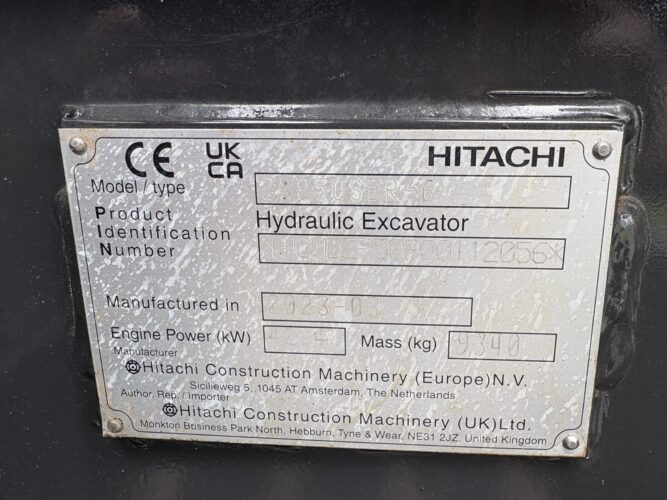 CE UK CA HITACHI
Model / type
Product Hydraulic Excavator
Identification
Number
Manufactured in 2023-03
Engine Power (kW) Mass (kg) 9340
Manufacturer
Hitachi Construction Machinery (Europe) N.V.
Sicilieweg 5, 1045 AT Amsterdam, The Netherlands
Author. Rep. / Importer
Hitachi Construction Machinery (UK) Ltd.
Monkton Business Park North, Hebburn, Tyne & Wear, NE31 2JZ. United Kingdom